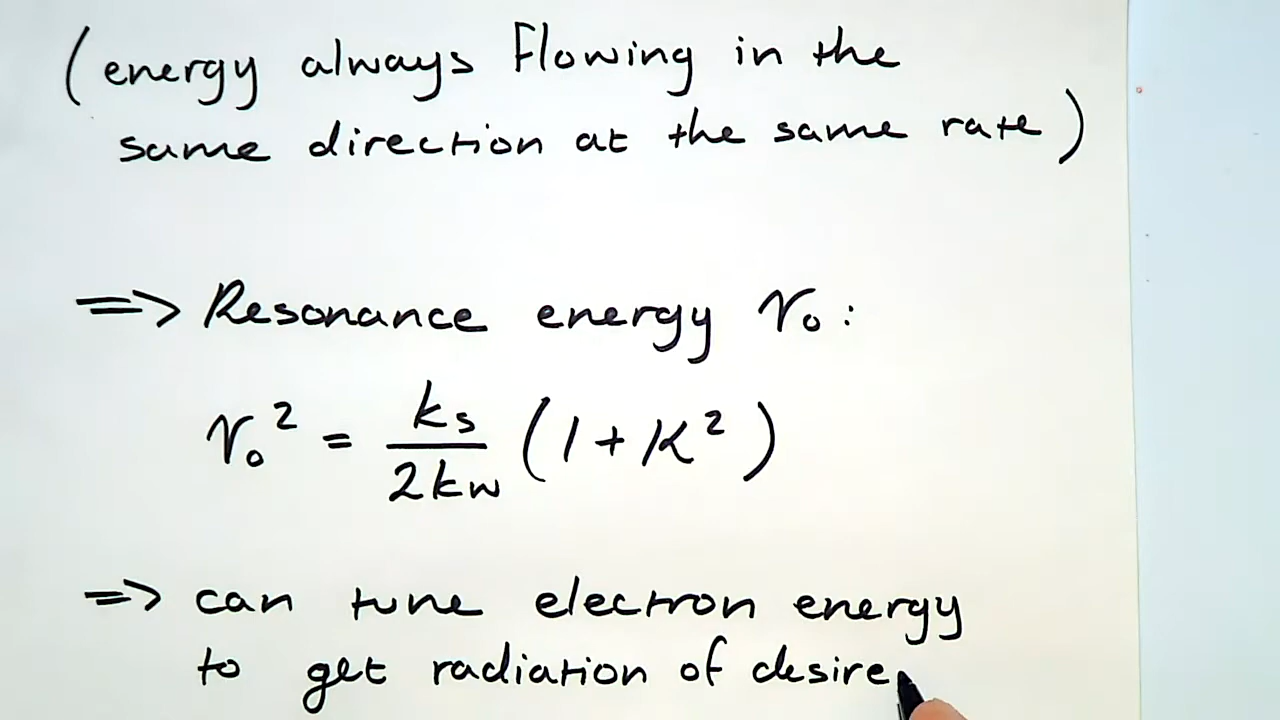 (energy always flowing in the
same direction at the same rate)
=> Resonance energy γ₀:
γ₀² = kₛ/2k_w (1+K²)
=> can tune electron energy
to get radiation of desire